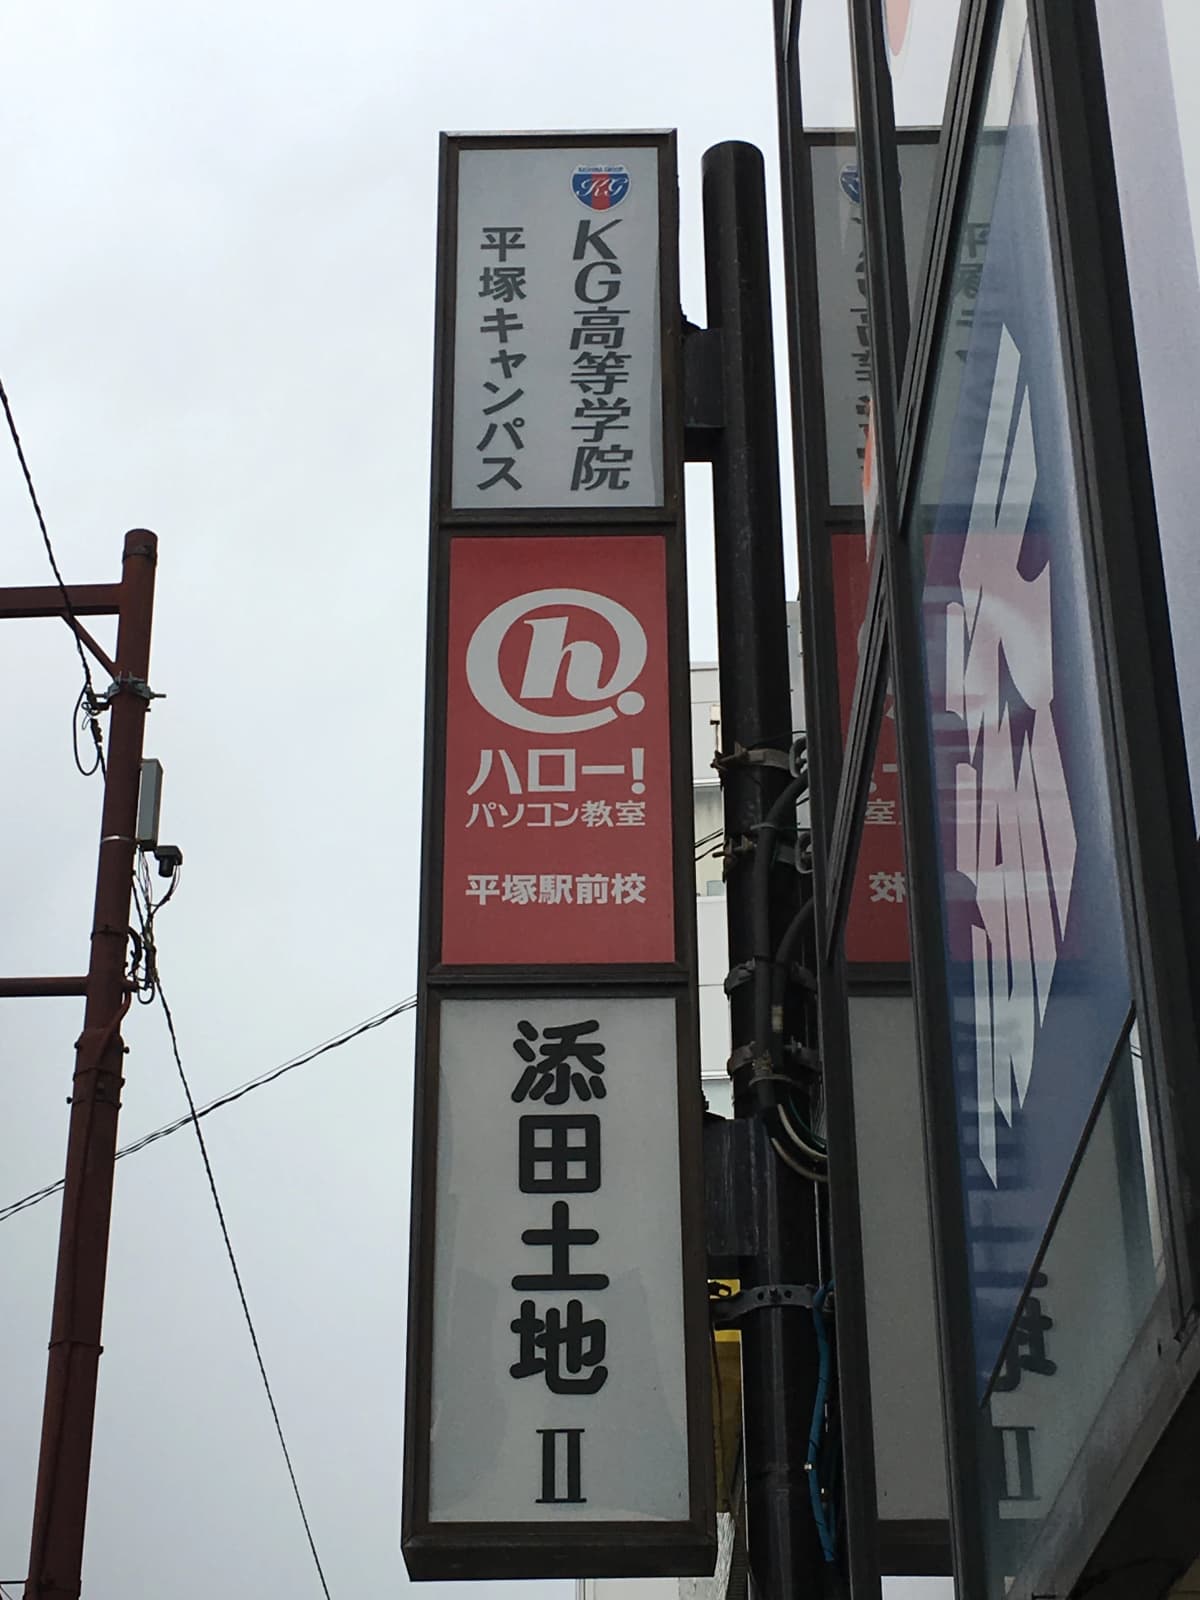 KG
KG高等学院
平塚キャンパス
h
ハロー!
パソコン教室
平塚駅前校
添田土地 II